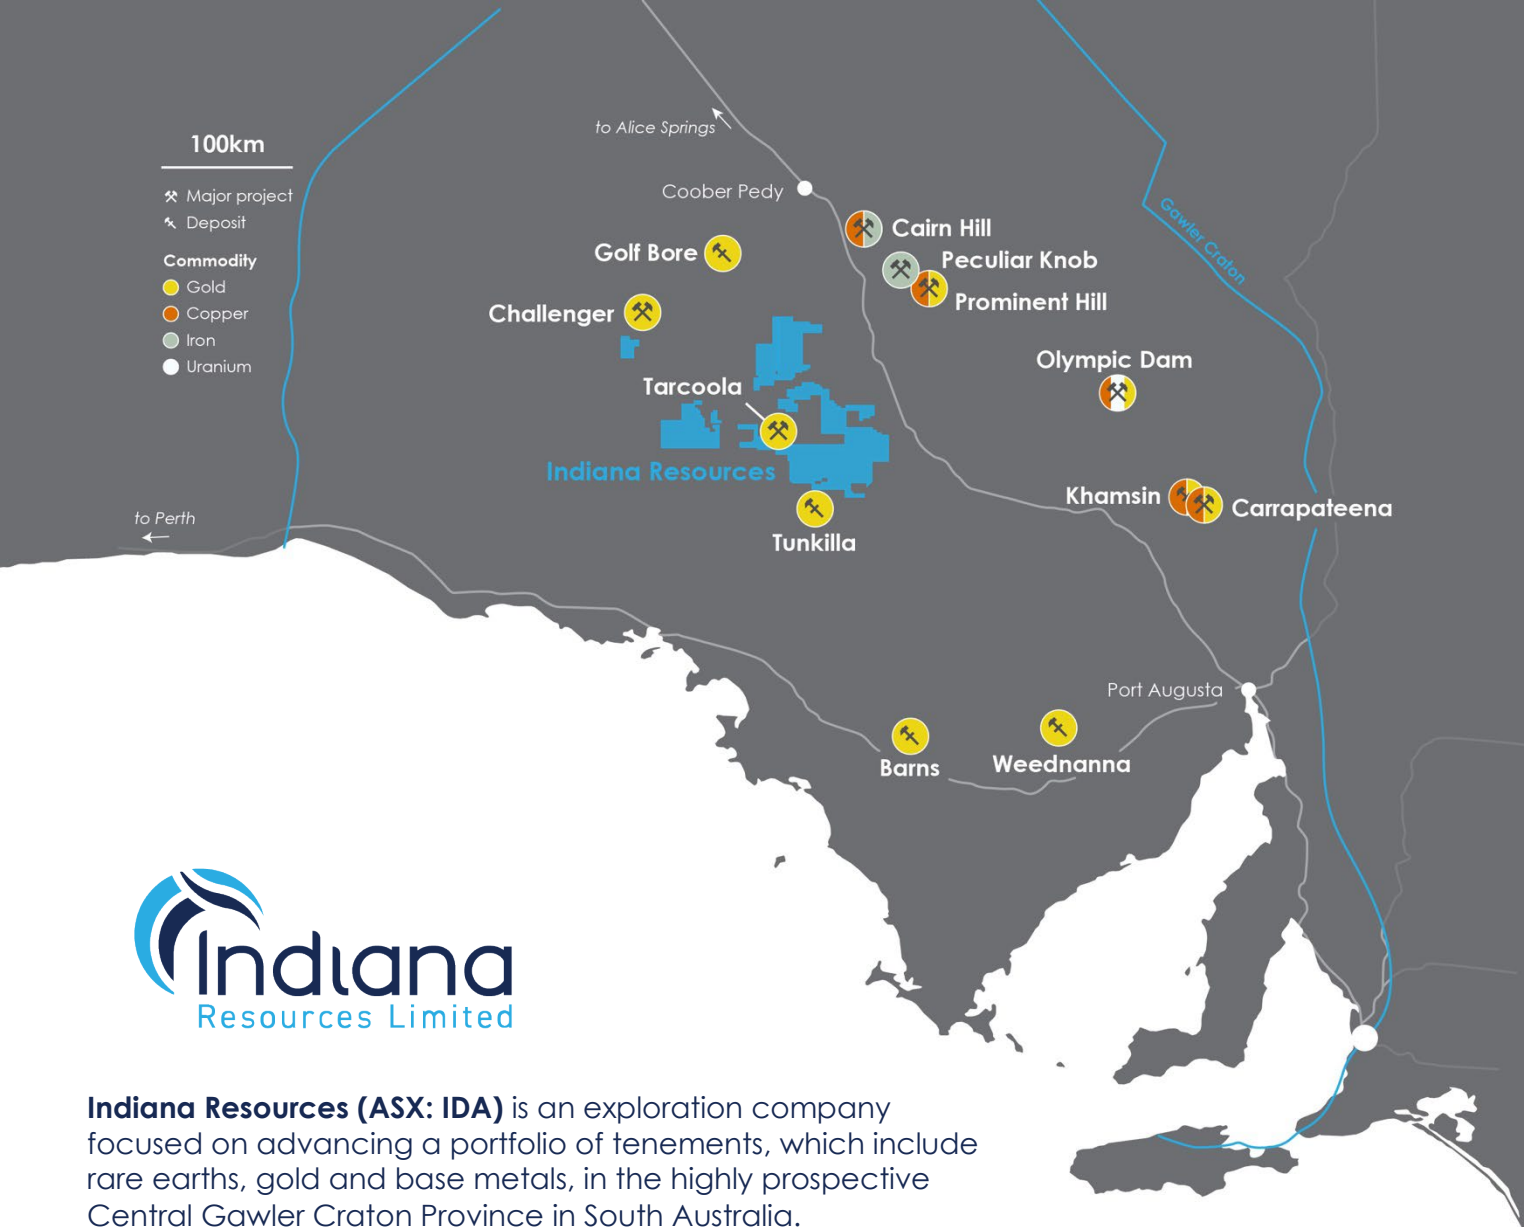 100km
to Alice Springs
Major project
Coober Pedy
Deposit
Gawler Craton
Cairn Hill
Golf Bore
Commodity
Peculiar Knob
Gold
Prominent Hill
Copper
Challenger
Iron
Uranium
Olympic Dam
Tarcoola
Indiana Resources
Khamsin
Carrapateena
to Perth
Tunkilla
Port Augusta
Barns
Weednanna
Indiana
Resources Limited
Indiana Resources (ASX: IDA) is an exploration company
focused on advancing a portfolio of tenements, which include
rare earths, gold and base metals, in the highly prospective
Central Gawler Craton Province in South Australia.